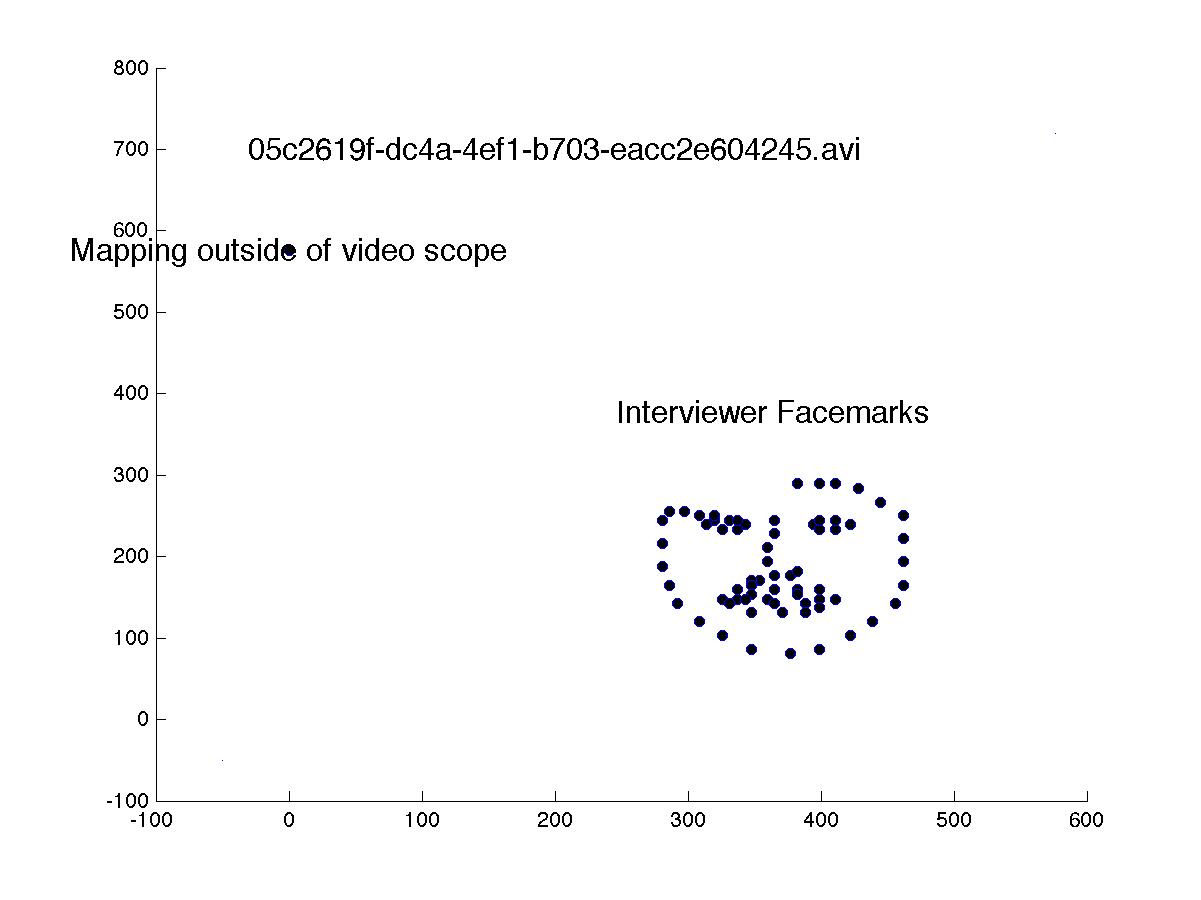 800
700
05c2619f-dc4a-4ef1-b703-eacc2e604245.avi
600
Mapping outside of video scope
500
400
Interviewer Facemarks
300
200
100
0
-100
-100 0 100 200 300 400 500 600